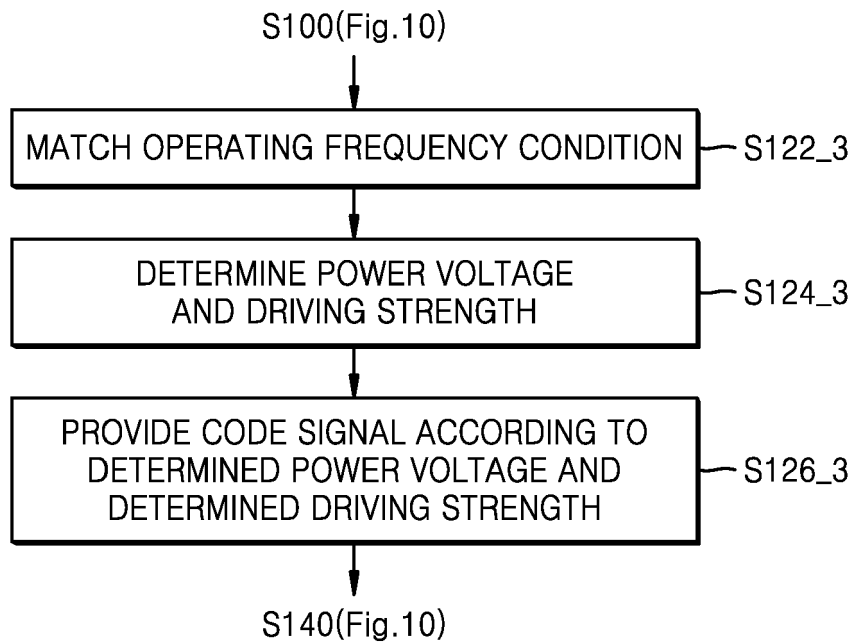 S100(Fig.10)
MATCH OPERATING FREQUENCY CONDITION
S122_3
DETERMINE POWER VOLTAGE
AND DRIVING STRENGTH
S124_3
PROVIDE CODE SIGNAL ACCORDING TO
DETERMINED POWER VOLTAGE AND
DETERMINED DRIVING STRENGTH
S126_3
S140(Fig.10)